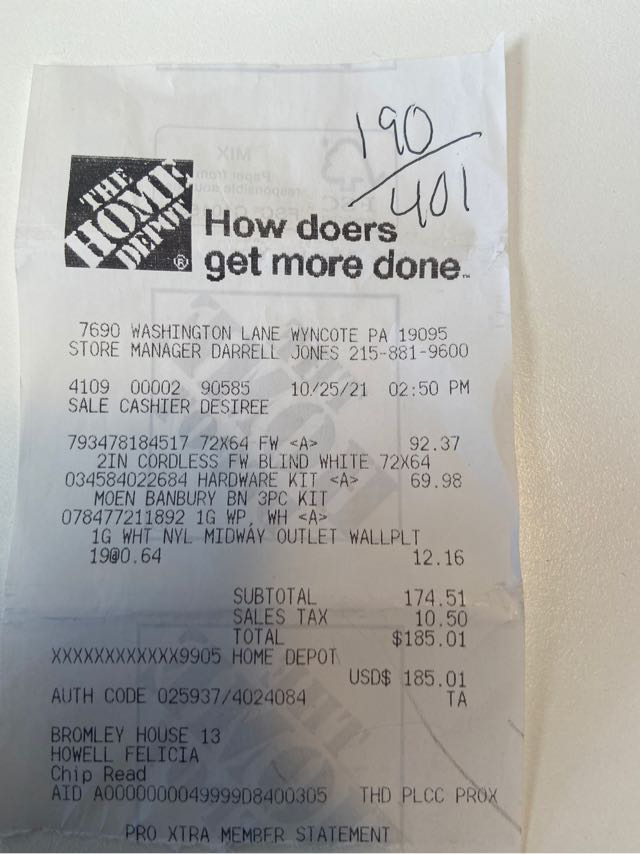 190
401
THE
HOME
DEPOT
®
How doers
get more done™
7690 WASHINGTON LANE WYNCOTE PA 19095
STORE MANAGER DARRELL JONES 215-881-9600
4109 00002 90585 10/25/21 02:50 PM
SALE CASHIER DESIREE
793478184517 72X64 FW <A> 92.37
2IN CORDLESS FW BLIND WHITE 72X64
034584022684 HARDWARE KIT <A> 69.98
MOEN BANBURY BN 3PC KIT
078477211892 1G WP, WH <A>
1G WHT NYL MIDWAY OUTLET WALLPLT
19@0.64 12.16
SUBTOTAL 174.51
SALES TAX 10.50
TOTAL $185.01
XXXXXXXXXXXX9905 HOME DEPOT
USD$ 185.01
AUTH CODE 025937/4024084 TA
BROMLEY HOUSE 13
HOWELL FELICIA
Chip Read
AID A0000000049999D8400305 THD PLCC PROX
PRO XTRA MEMBER STATEMENT